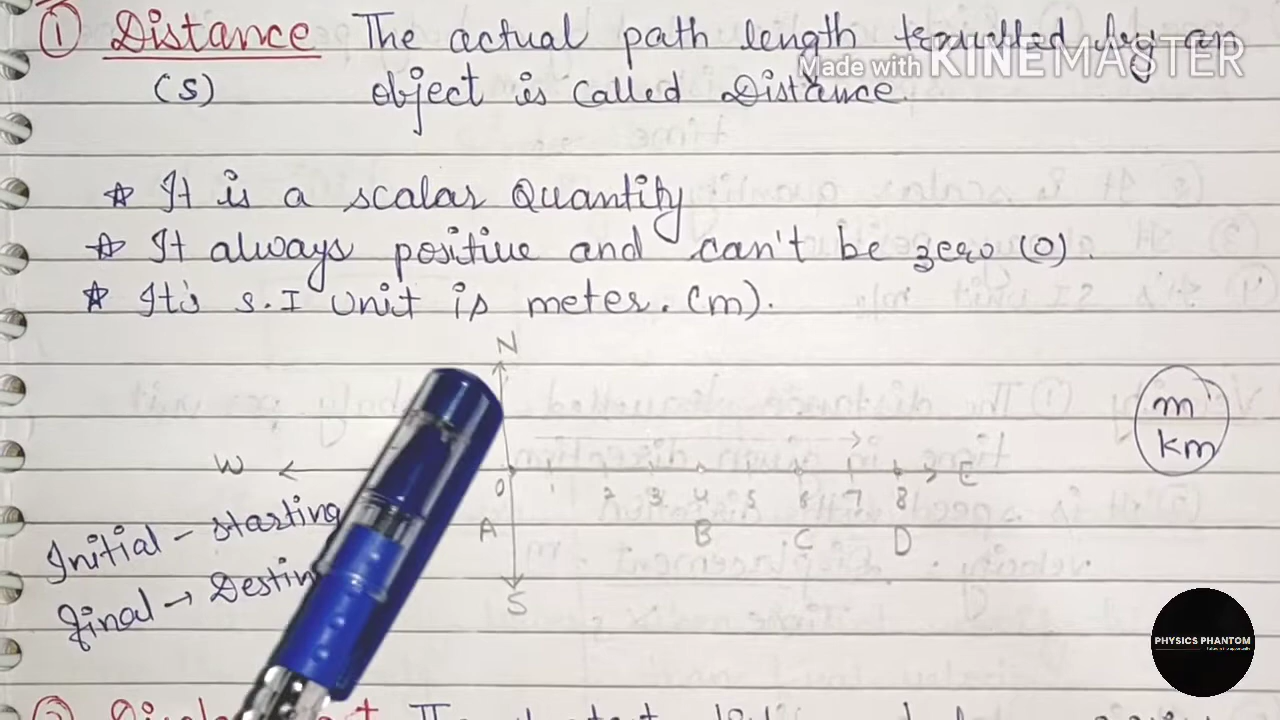 ① Distance The actual path length travelled by an
(s) object is called Distance.
Made with KINEMASTER
☆ It is a scalar Quantity
☆ It always positive and can't be zero (0).
☆ It's S.I Unit is meter. (m).
N
W E
0 1 2 3 4 5 6 7 8
A B C D
S
m
km
Initial - starting
final → Destin
PHYSICS PHANTOM